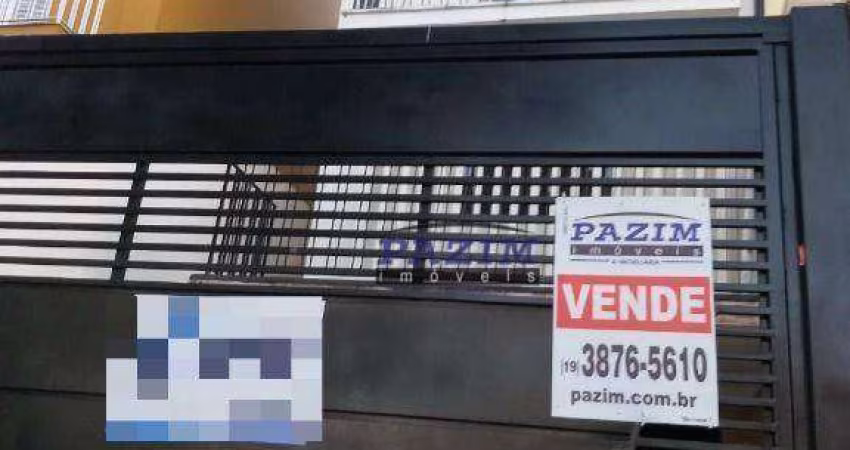 PAZIM
imóveis
PAZIM
imóveis
VENDE
(19) 3876-5610
pazim.com.br